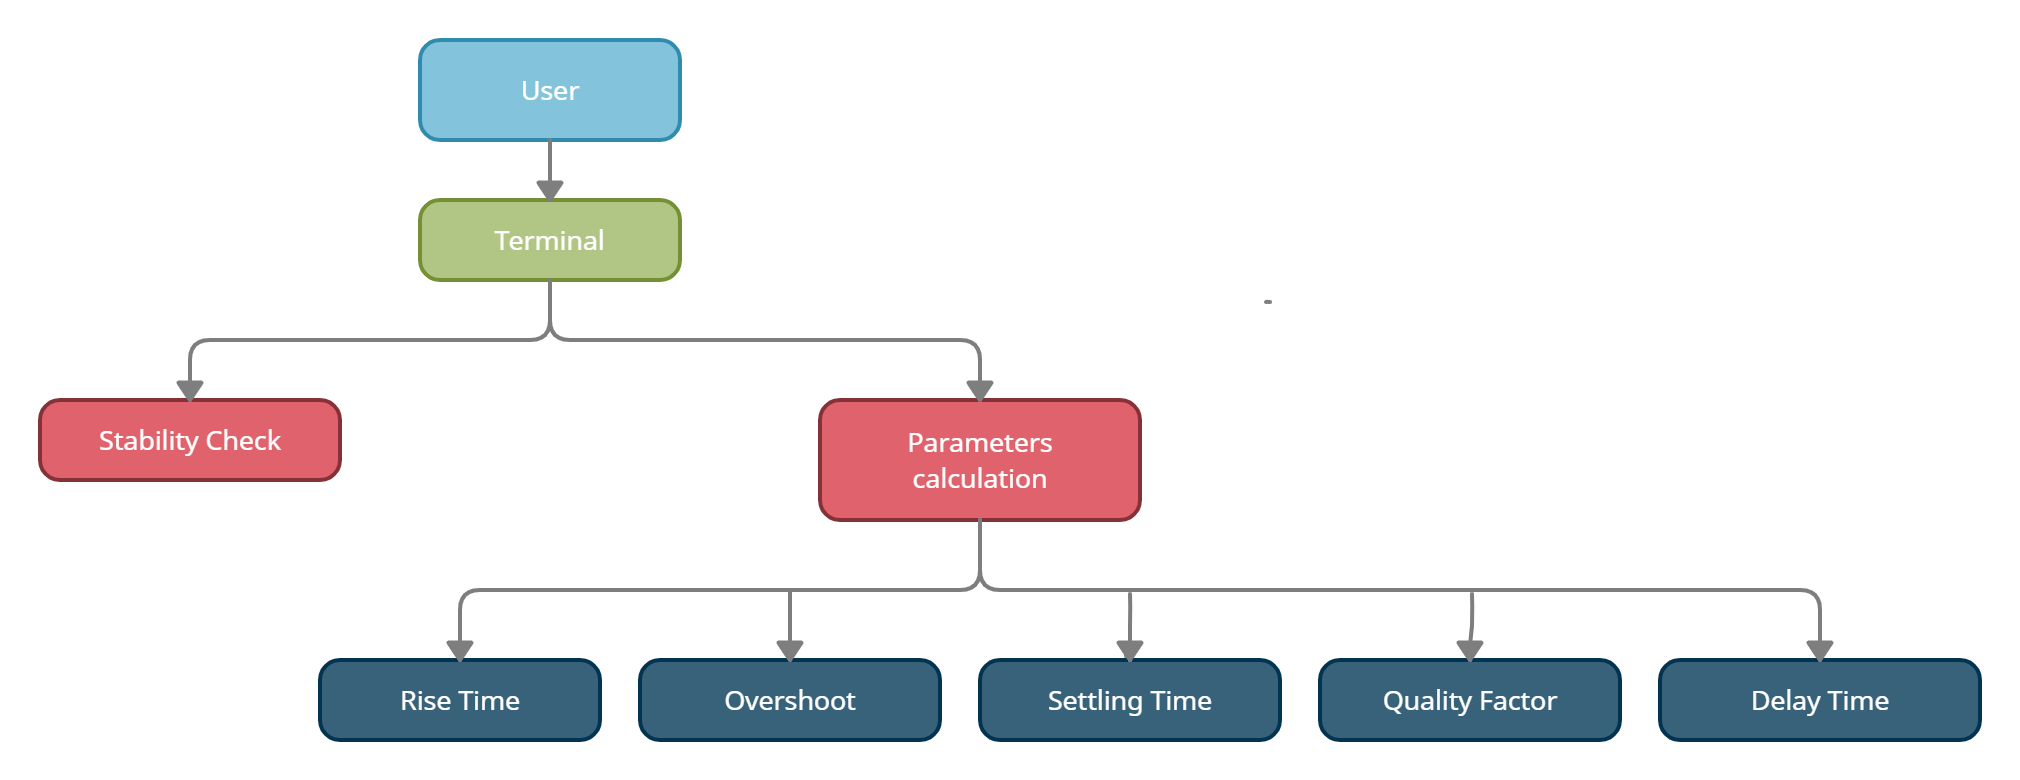 User
Terminal
Stability Check
Parameters
calculation
Rise Time
Overshoot
Settling Time
Quality Factor
Delay Time